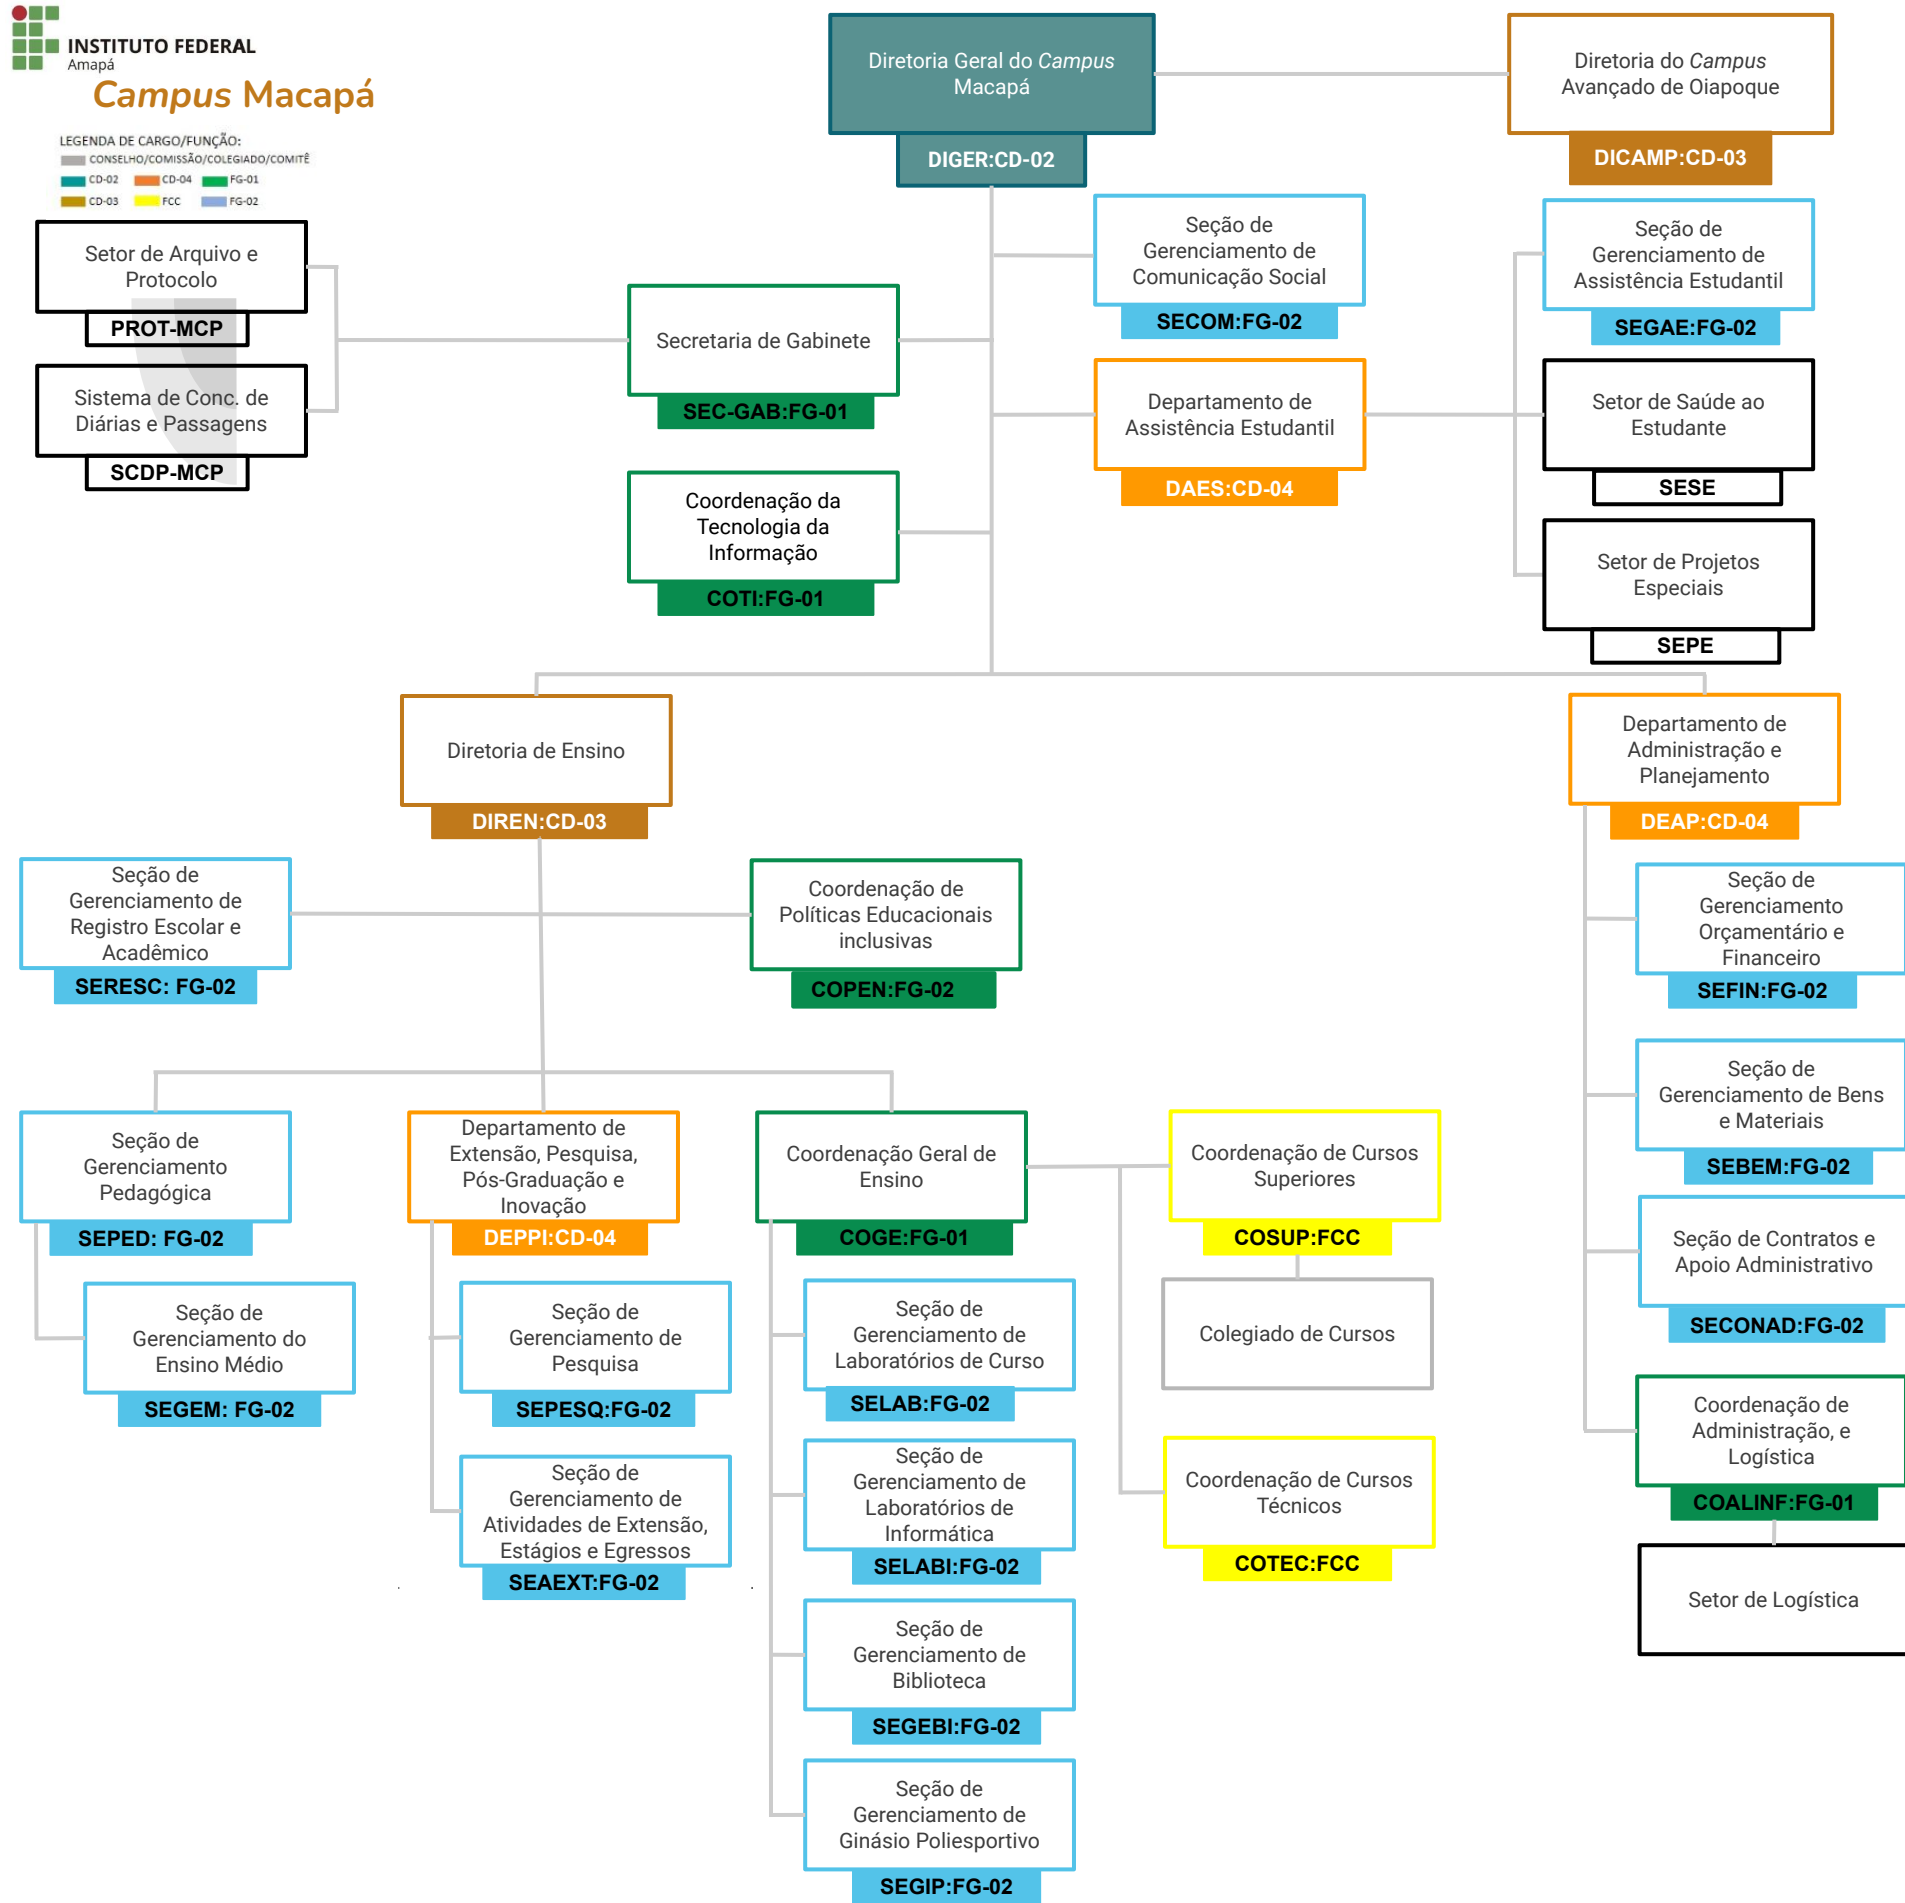 INSTITUTO FEDERAL
Amapá
Campus Macapá
LEGENDA DE CARGO/FUNÇÃO:
CONSELHO/COMISSÃO/COLEGIADO/COMITÊ
CD-02
CD-04
FG-01
CD-03
FCC
FG-02
Diretoria Geral do Campus
Macapá
DIGER:CD-02
Diretoria do Campus
Avançado de Oiapoque
DICAMP:CD-03
Setor de Arquivo e
Protocolo
PROT-MCP
Sistema de Conc. de
Diárias e Passagens
SCDP-MCP
Secretaria de Gabinete
SEC-GAB:FG-01
Coordenação da
Tecnologia da
Informação
COTI:FG-01
Seção de
Gerenciamento de
Comunicação Social
SECOM:FG-02
Departamento de
Assistência Estudantil
DAES:CD-04
Seção de
Gerenciamento de
Assistência Estudantil
SEGAE:FG-02
Setor de Saúde ao
Estudante
SESE
Setor de Projetos
Especiais
SEPE
Diretoria de Ensino
DIREN:CD-03
Departamento de
Administração e
Planejamento
DEAP:CD-04
Seção de
Gerenciamento de
Registro Escolar e
Acadêmico
SERESC: FG-02
Coordenação de
Políticas Educacionais
inclusivas
COPEN:FG-02
Seção de
Gerenciamento
Orçamentário e
Financeiro
SEFIN:FG-02
Seção de
Gerenciamento de Bens
e Materiais
SEBEM:FG-02
Seção de Contratos e
Apoio Administrativo
SECONAD:FG-02
Coordenação de
Administração, e
Logística
COALINF:FG-01
Setor de Logística
Seção de
Gerenciamento
Pedagógica
SEPED: FG-02
Seção de
Gerenciamento do
Ensino Médio
SEGEM: FG-02
Departamento de
Extensão, Pesquisa,
Pós-Graduação e
Inovação
DEPPI:CD-04
Seção de
Gerenciamento de
Pesquisa
SEPESQ:FG-02
Seção de
Gerenciamento de
Atividades de Extensão,
Estágios e Egressos
SEAEXT:FG-02
Coordenação Geral de
Ensino
COGE:FG-01
Seção de
Gerenciamento de
Laboratórios de Curso
SELAB:FG-02
Seção de
Gerenciamento de
Laboratórios de
Informática
SELABI:FG-02
Seção de
Gerenciamento de
Biblioteca
SEGEBI:FG-02
Seção de
Gerenciamento de
Ginásio Poliesportivo
SEGIP:FG-02
Coordenação de Cursos
Superiores
COSUP:FCC
Colegiado de Cursos
Coordenação de Cursos
Técnicos
COTEC:FCC